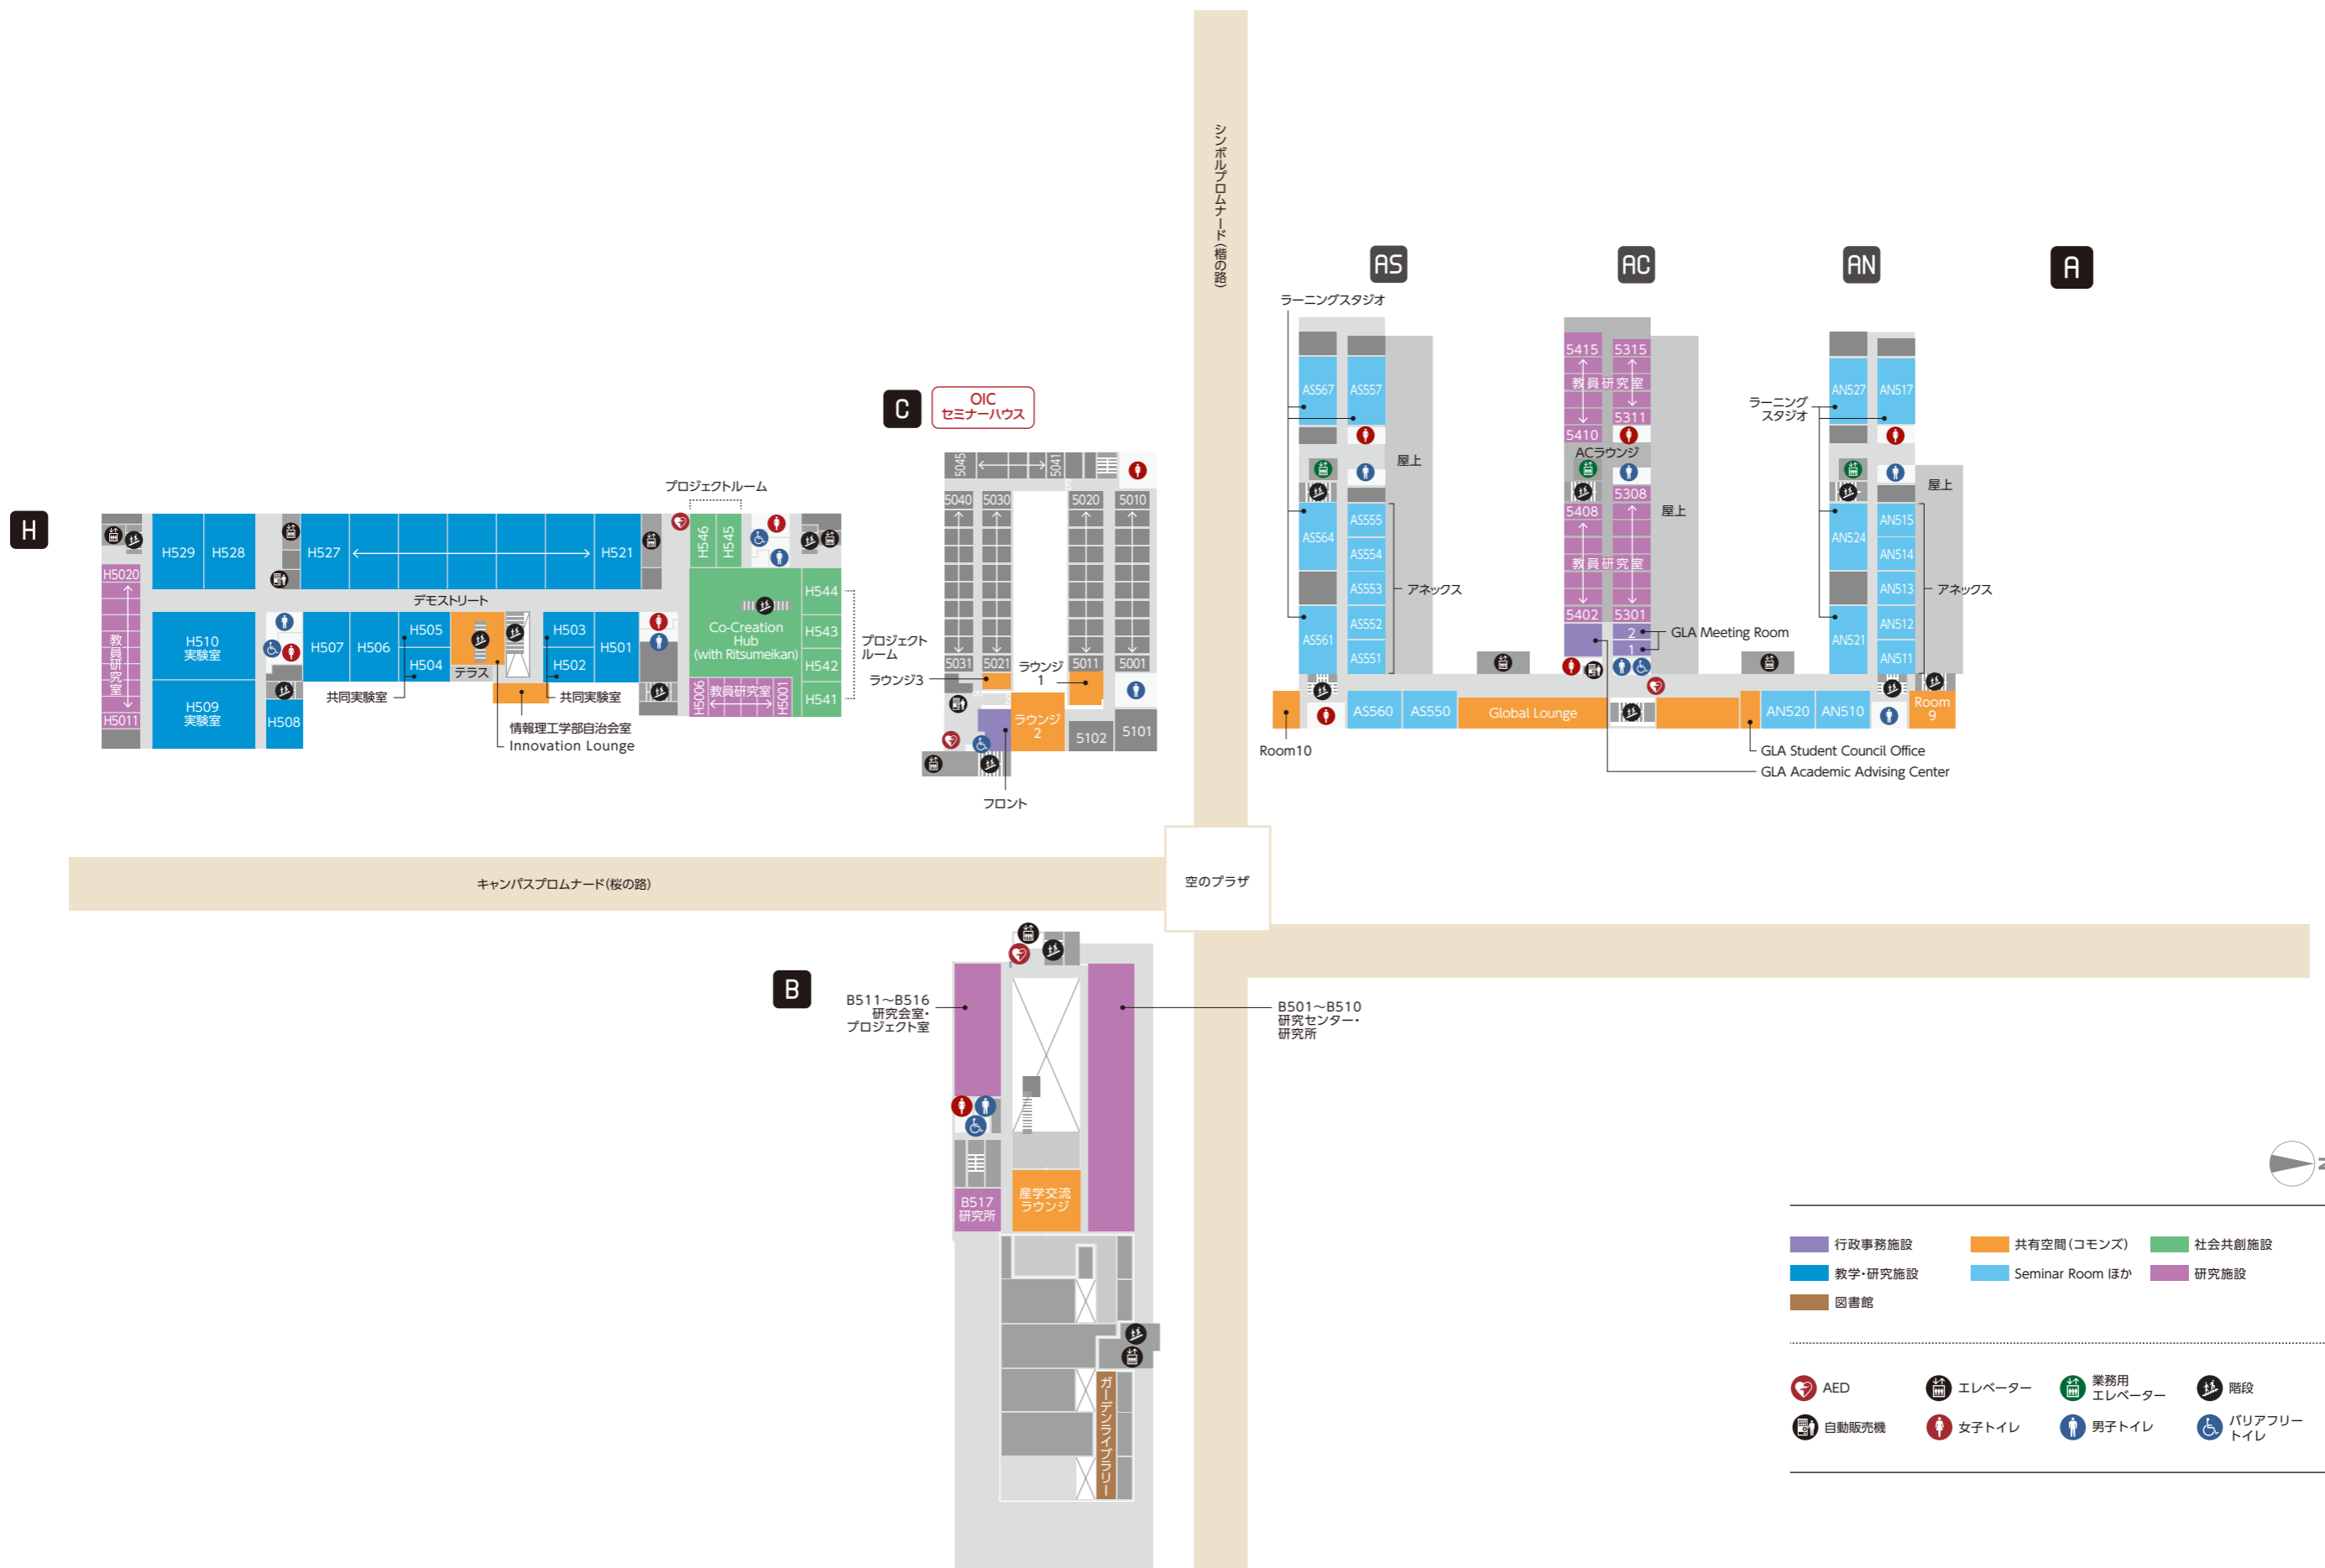 シンボルプロムナード(楷の路)
AS
AC
AN
A
ラーニングスタジオ
AS567
AS557
AS564
AS555
AS554
AS553
AS552
AS551
AS561
屋上
アネックス
Room10
AS560
AS550
Global Lounge
5415
5315
教員研究室
5311
5410
ACラウンジ
5308
5408
屋上
教員研究室
5402
5301
2
1
GLA Meeting Room
GLA Student Council Office
GLA Academic Advising Center
ラーニング
スタジオ
AN527
AN517
屋上
AN524
AN515
AN514
AN513
AN512
AN511
AN521
アネックス
AN520
AN510
Room
9
C
OIC
セミナーハウス
5045
5041
5040
5030
5020
5010
5031
5021
5011
5001
ラウンジ
1
ラウンジ3
ラウンジ
2
5102
5101
フロント
H
プロジェクトルーム
H529
H528
H527
H521
H546
H545
H5020
教員研究室
H5011
デモストリート
H510
実験室
H509
実験室
H508
H507
H506
H505
H504
共同実験室
テラス
H503
H502
H501
共同実験室
情報理工学部自治会室
Innovation Lounge
Co-Creation
Hub
(with Ritsumeikan)
H544
H543
H542
H541
プロジェクト
ルーム
H5006
教員研究室
H5001
キャンパスプロムナード(桜の路)
空のプラザ
B
B511～B516
研究会室・
プロジェクト室
B501～B510
研究センター・
研究所
B517
研究所
産学交流
ラウンジ
ガーデンライブラリー
N
行政事務施設
共有空間(コモンズ)
社会共創施設
教学・研究施設
Seminar Room ほか
研究施設
図書館
AED
エレベーター
業務用
エレベーター
階段
自動販売機
女子トイレ
男子トイレ
バリアフリー
トイレ